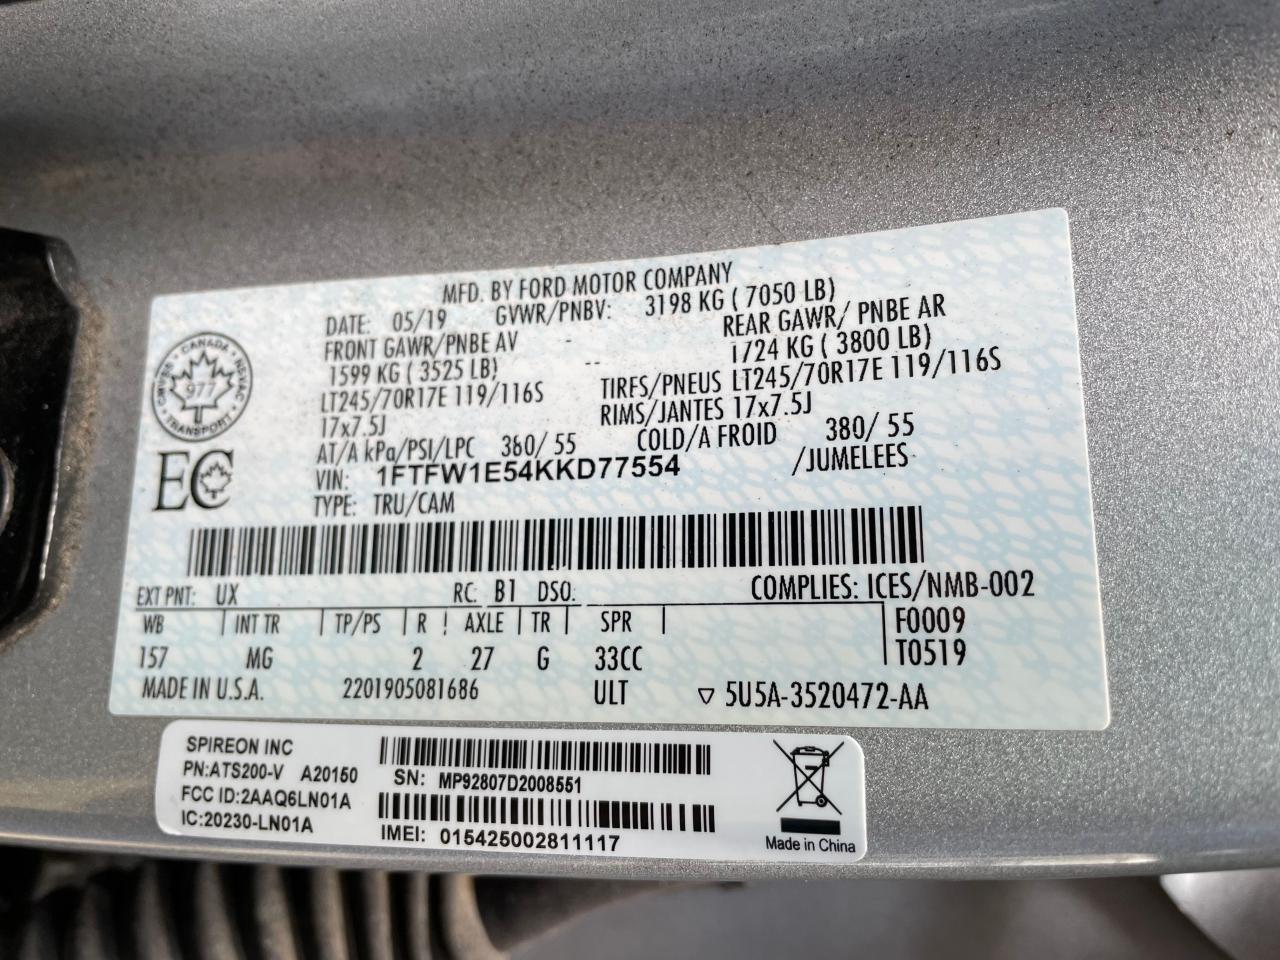 MFD. BY FORD MOTOR COMPANY
DATE: 05/19 GVWR/PNBV: 3198 KG ( 7050 LB)
FRONT GAWR/PNBE AV REAR GAWR/ PNBE AR
1599 KG ( 3525 LB) 1724 KG ( 3800 LB)
LT245/70R17E 119/116S TIRES/PNEUS LT245/70R17E 119/116S
17x7.5J RIMS/JANTES 17x7.5J
AT/A kPa/PSI/LPC 380/ 55 COLD/A FROID 380/ 55
VIN: 1FTFW1E54KKD77554 /JUMELEES
TYPE: TRU/CAM
CANADA
977
TRANSPORT
EC
EXT PNT: UX RC: B1 DSO: COMPLIES: ICES/NMB-002
WB INT TR TP/PS R AXLE TR SPR F0009
157 MG 2 27 G 33CC T0519
MADE IN U.S.A. 2201905081686 ULT ▽ 5U5A-3520472-AA
SPIREON INC
PN:ATS200-V A20150
FCC ID:2AAQ6LN01A
IC:20230-LN01A
SN: MP92807D2008551
IMEI: 015425002811117
Made in China